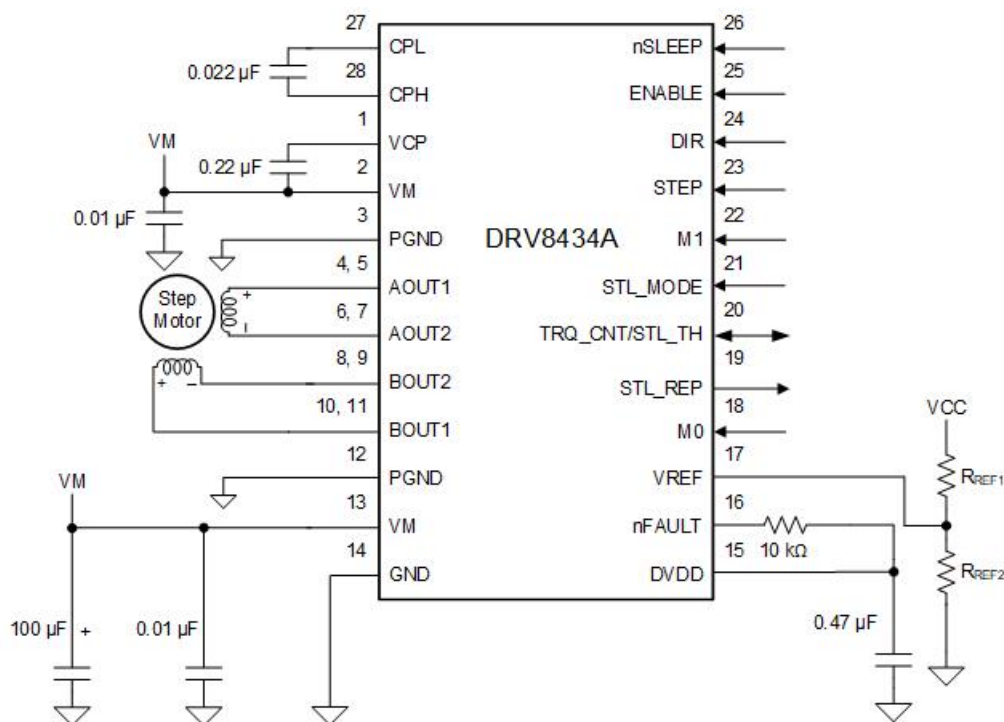 27
26
CPL
nSLEEP
0.022 µF
28
25
CPH
ENABLE
1
24
VM
VCP
DIR
0.22 µF
2
23
VM
STEP
0.01 µF
3
22
PGND
DRV8434A
M1
4, 5
21
Step
Motor
+
AOUT1
STL_MODE
6, 7
20
–
AOUT2
TRQ_CNT/STL_TH
8, 9
19
+
–
BOUT2
STL_REP
10, 11
18
VCC
BOUT1
M0
12
17
VM
PGND
VREF
RREF1
13
16
VM
nFAULT
14
15
10 kΩ
GND
DVDD
RREF2
100 µF
+
0.01 µF
0.47 µF